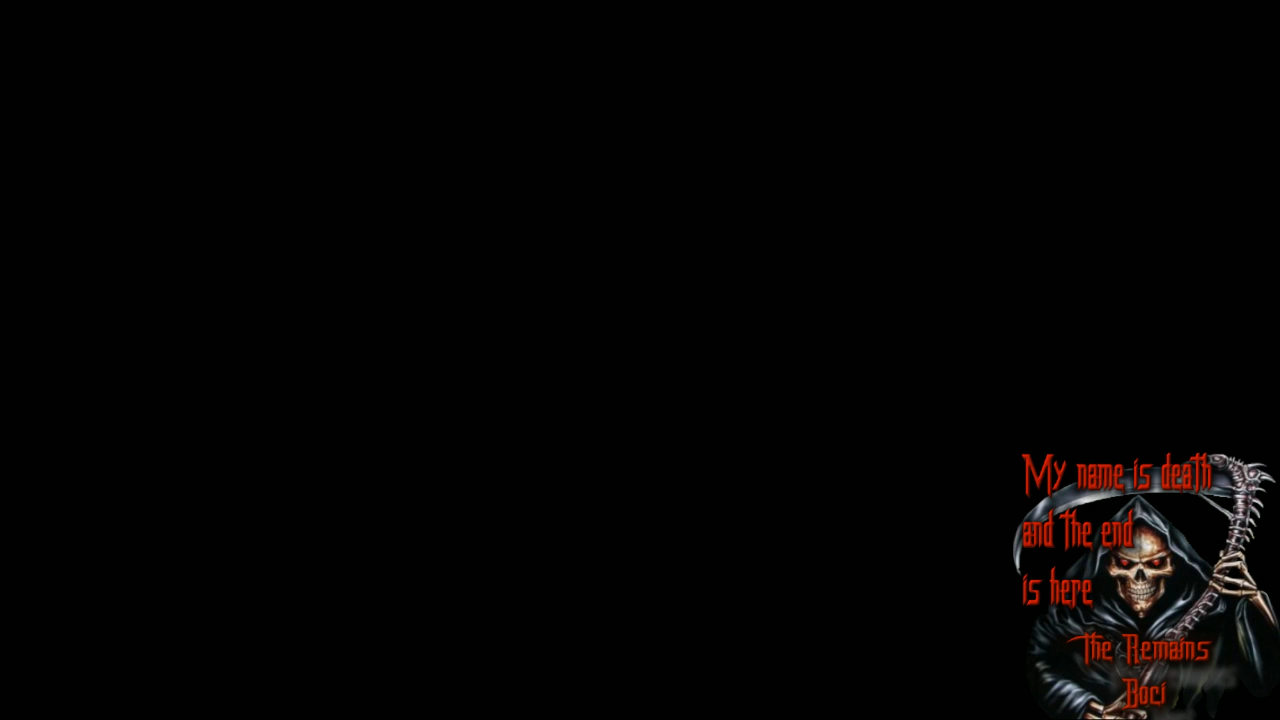 My name is death
and the end
is here
The Remains
Boci